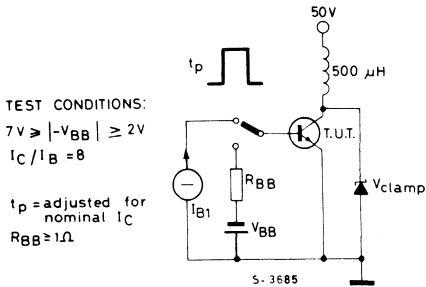 50V
tp
500 µH
TEST CONDITIONS:
7V ⩾ |-VBB| ≥ 2V
IC/IB = 8
T.U.T.
tp = adjusted for
nominal IC
RBB ≥ 1Ω
IB1
RBB
VBB
Vclamp
S-3685